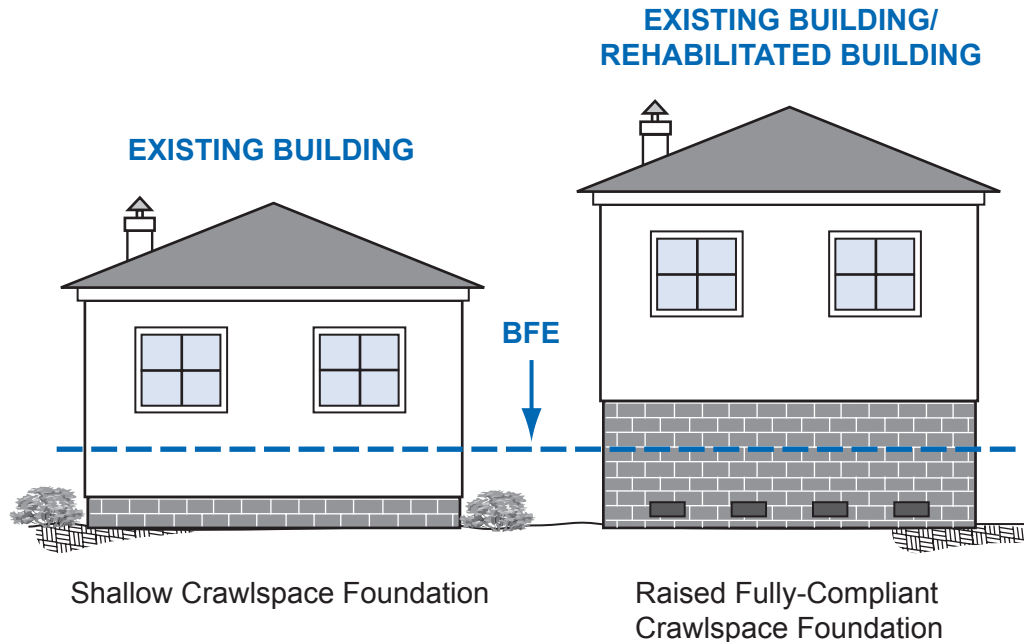 EXISTING BUILDING/
REHABILITATED BUILDING
EXISTING BUILDING
BFE
Shallow Crawlspace Foundation
Raised Fully-Compliant
Crawlspace Foundation